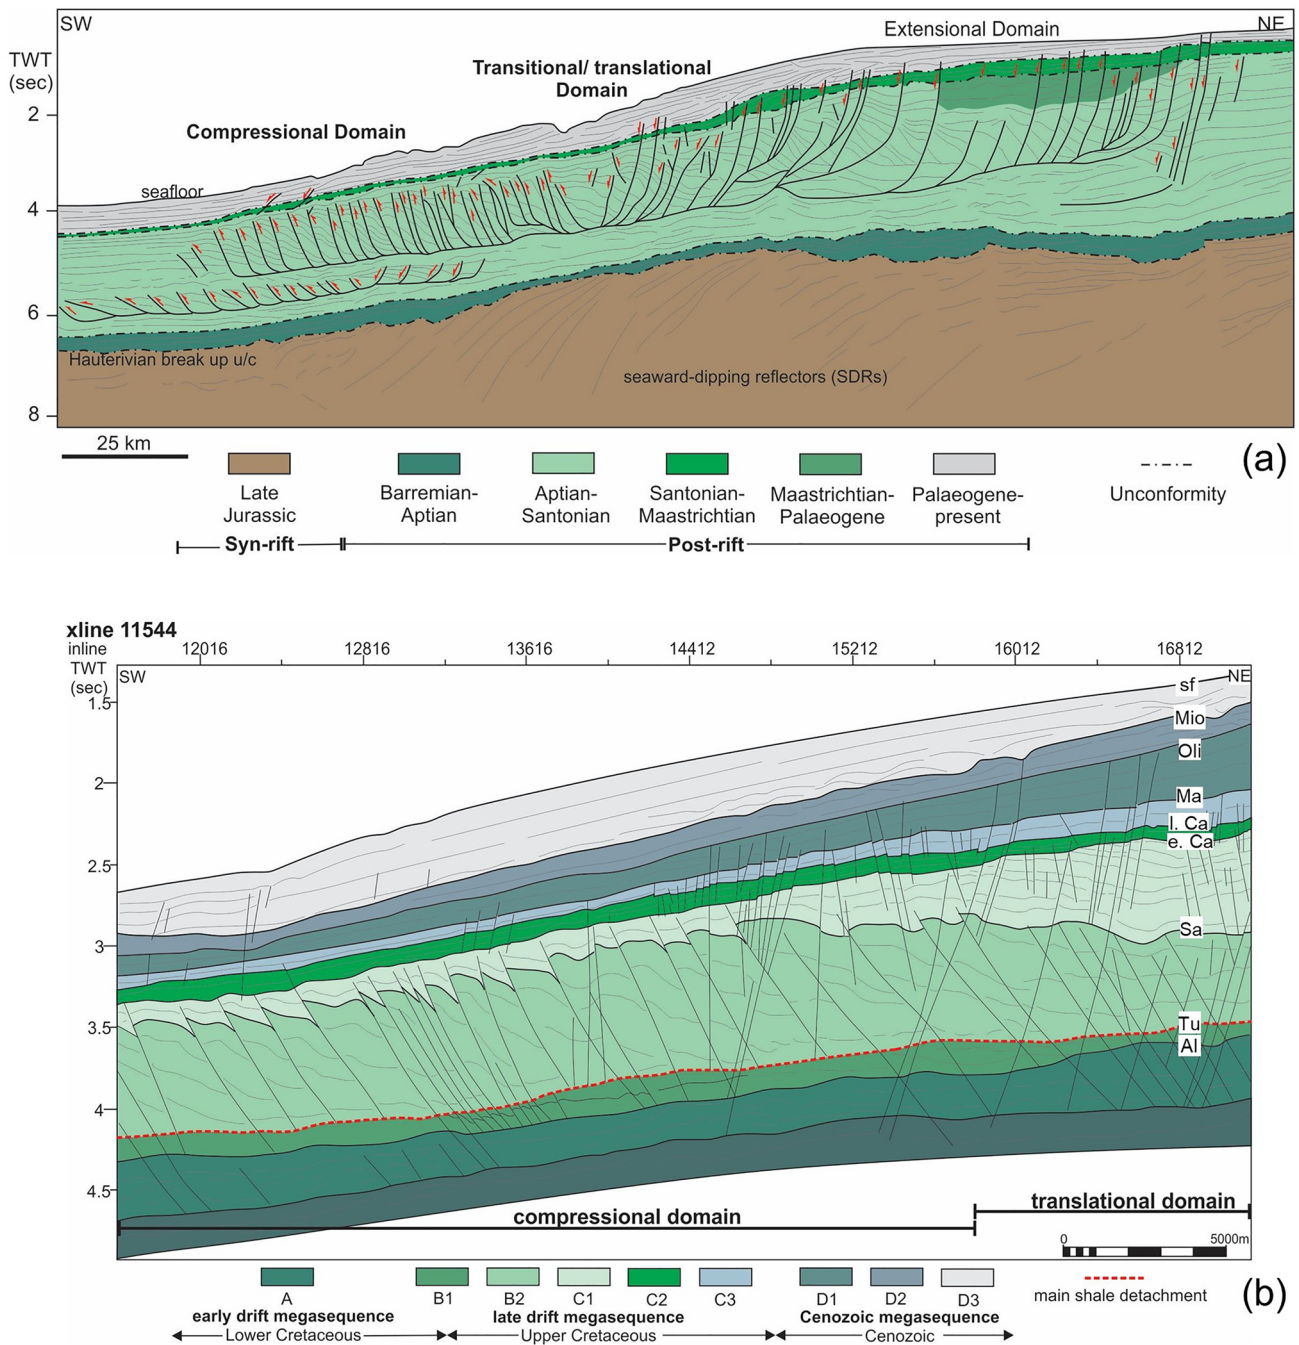 SW
NE
Extensional Domain
TWT
(sec)
Transitional/ translational
Domain
2
Compressional Domain
seafloor
4
6
Hauterivian break up u/c
seaward-dipping reflectors (SDRs)
8
25 km
(a)
Late
Jurassic
Barremian-
Aptian
Aptian-
Santonian
Santonian-
Maastrichtian
Maastrichtian-
Palaeogene
Palaeogene-
present
Unconformity
Syn-rift
Post-rift
xline 11544
inline
12016 12816 13616 14412 15212 16012 16812
TWT
(sec)
SW
NE
sf
1.5
Mio
Oli
2
Ma
l. Ca
e. Ca
2.5
Sa
3
3.5
Tu
Al
4
4.5
translational domain
compressional domain
0 5000m
A B1 B2 C1 C2 C3 D1 D2 D3
main shale detachment
(b)
early drift megasequence late drift megasequence Cenozoic megasequence
Lower Cretaceous Upper Cretaceous Cenozoic